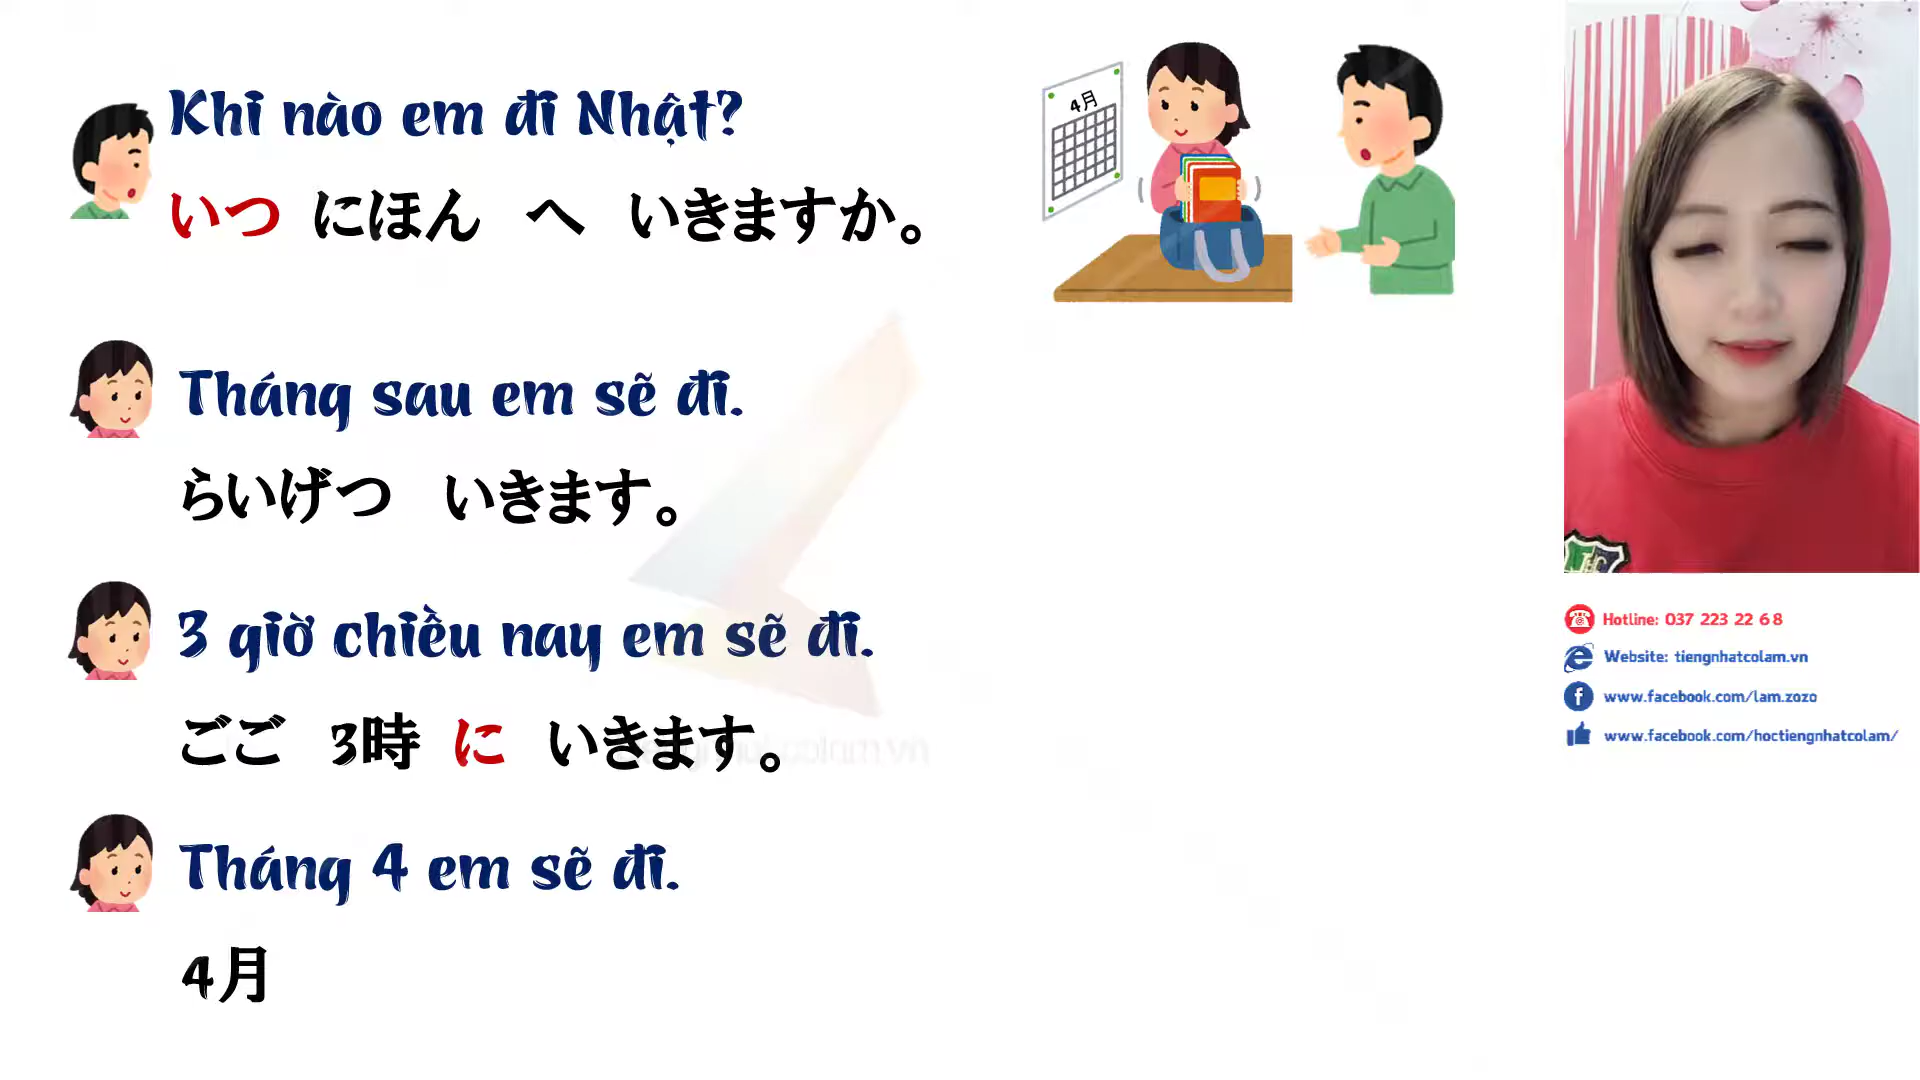 Khi nào em đi Nhật?
いつ にほん へ いきますか。
4月
Tháng sau em sẽ đi.
らいげつ いきます。
3 giờ chiều nay em sẽ đi.
ごご 3時 に いきます。
Tháng 4 em sẽ đi.
4月
Hotline: 037 223 22 68
Website: tiengnhatcolam.vn
www.facebook.com/lam.zozo
www.facebook.com/hoctiengnhatcolam/